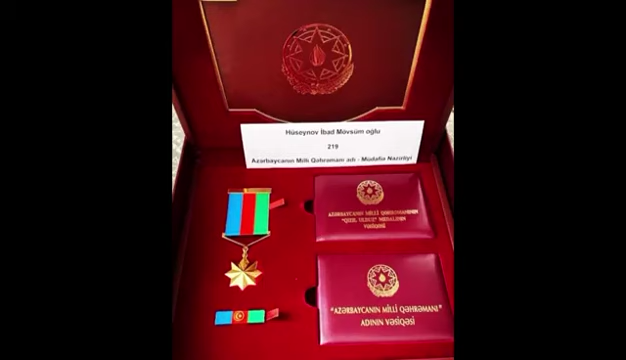 Hüseynov İbad Mövsüm oğlu
219
Azərbaycanın Milli Qəhrəmanı adı - Müdafiə Nazirliyi
AZƏRBAYCANIN MİLLİ QƏHRƏMANININ
"QIZIL ULDUZ" MEDALININ
VƏSİQƏSİ
"AZƏRBAYCANIN MİLLİ QƏHRƏMANI"
ADININ VƏSİQƏSİ